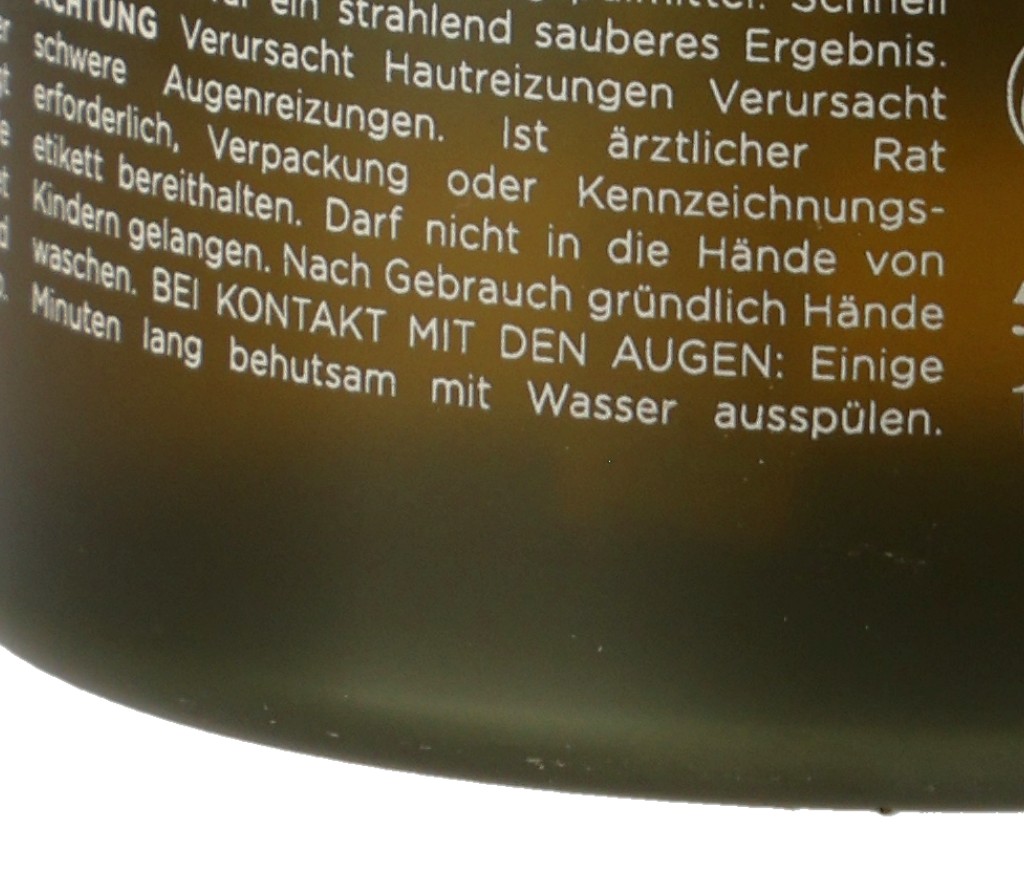 ein strahlend sauberes Ergebnis.
ACHTUNG Verursacht Hautreizungen Verursacht
schwere Augenreizungen. Ist ärztlicher Rat
erforderlich, Verpackung oder Kennzeichnungs-
etikett bereithalten. Darf nicht in die Hände von
Kindern gelangen. Nach Gebrauch gründlich Hände
waschen. BEI KONTAKT MIT DEN AUGEN: Einige
Minuten lang behutsam mit Wasser ausspülen.